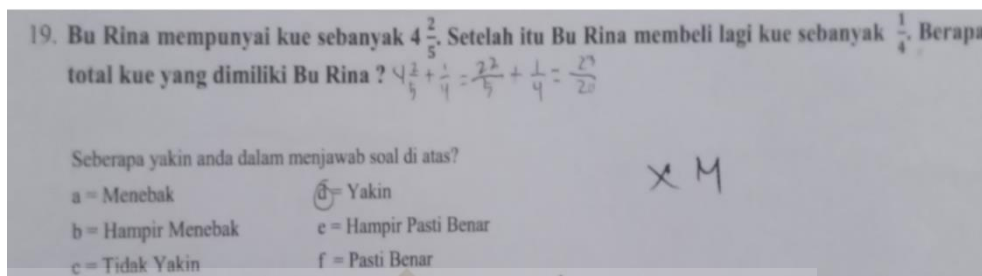 19. Bu Rina mempunyai kue sebanyak 4 2/5. Setelah itu Bu Rina membeli lagi kue sebanyak 1/4. Berapa
total kue yang dimiliki Bu Rina ? 4 2/5 + 1/4 = 22/5 + 1/4 = 23/20
Seberapa yakin anda dalam menjawab soal di atas?
a = Menebak d = Yakin
× M
b = Hampir Menebak e = Hampir Pasti Benar
c = Tidak Yakin f = Pasti Benar